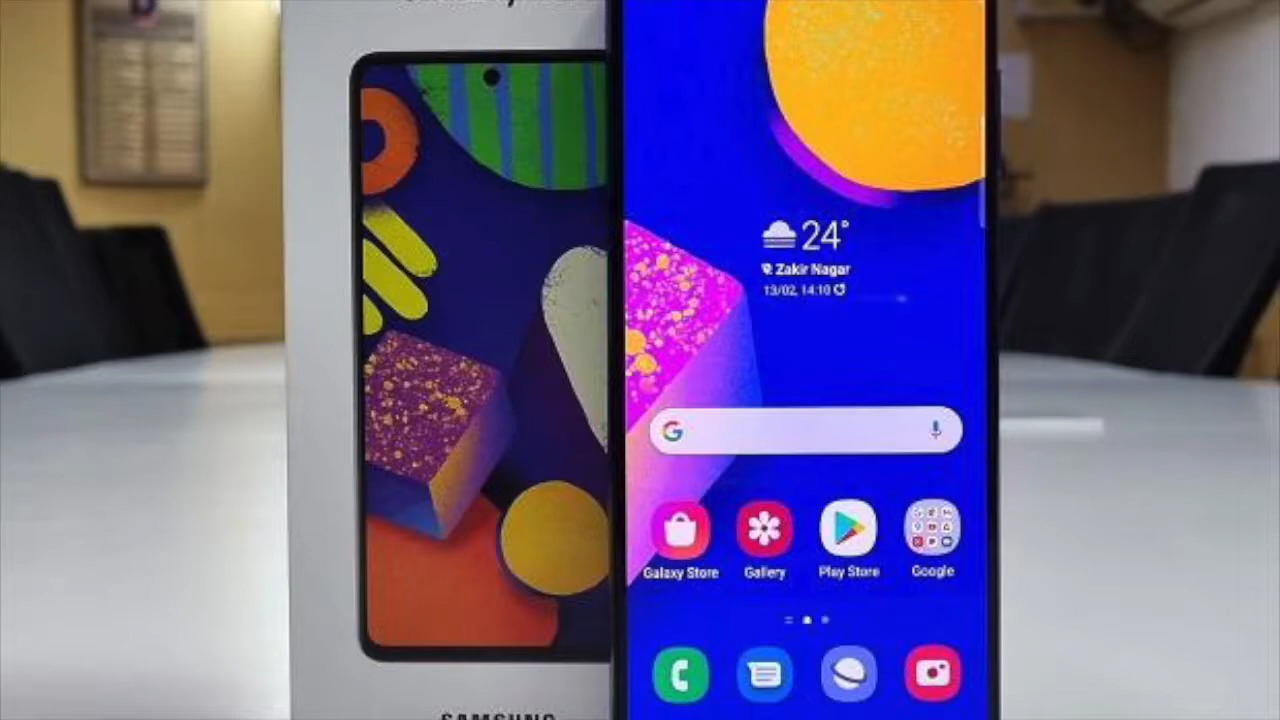 24°
Zakir Nagar
13/02, 14:10
G
Galaxy Store
Gallery
Play Store
Google
SAMSUNG